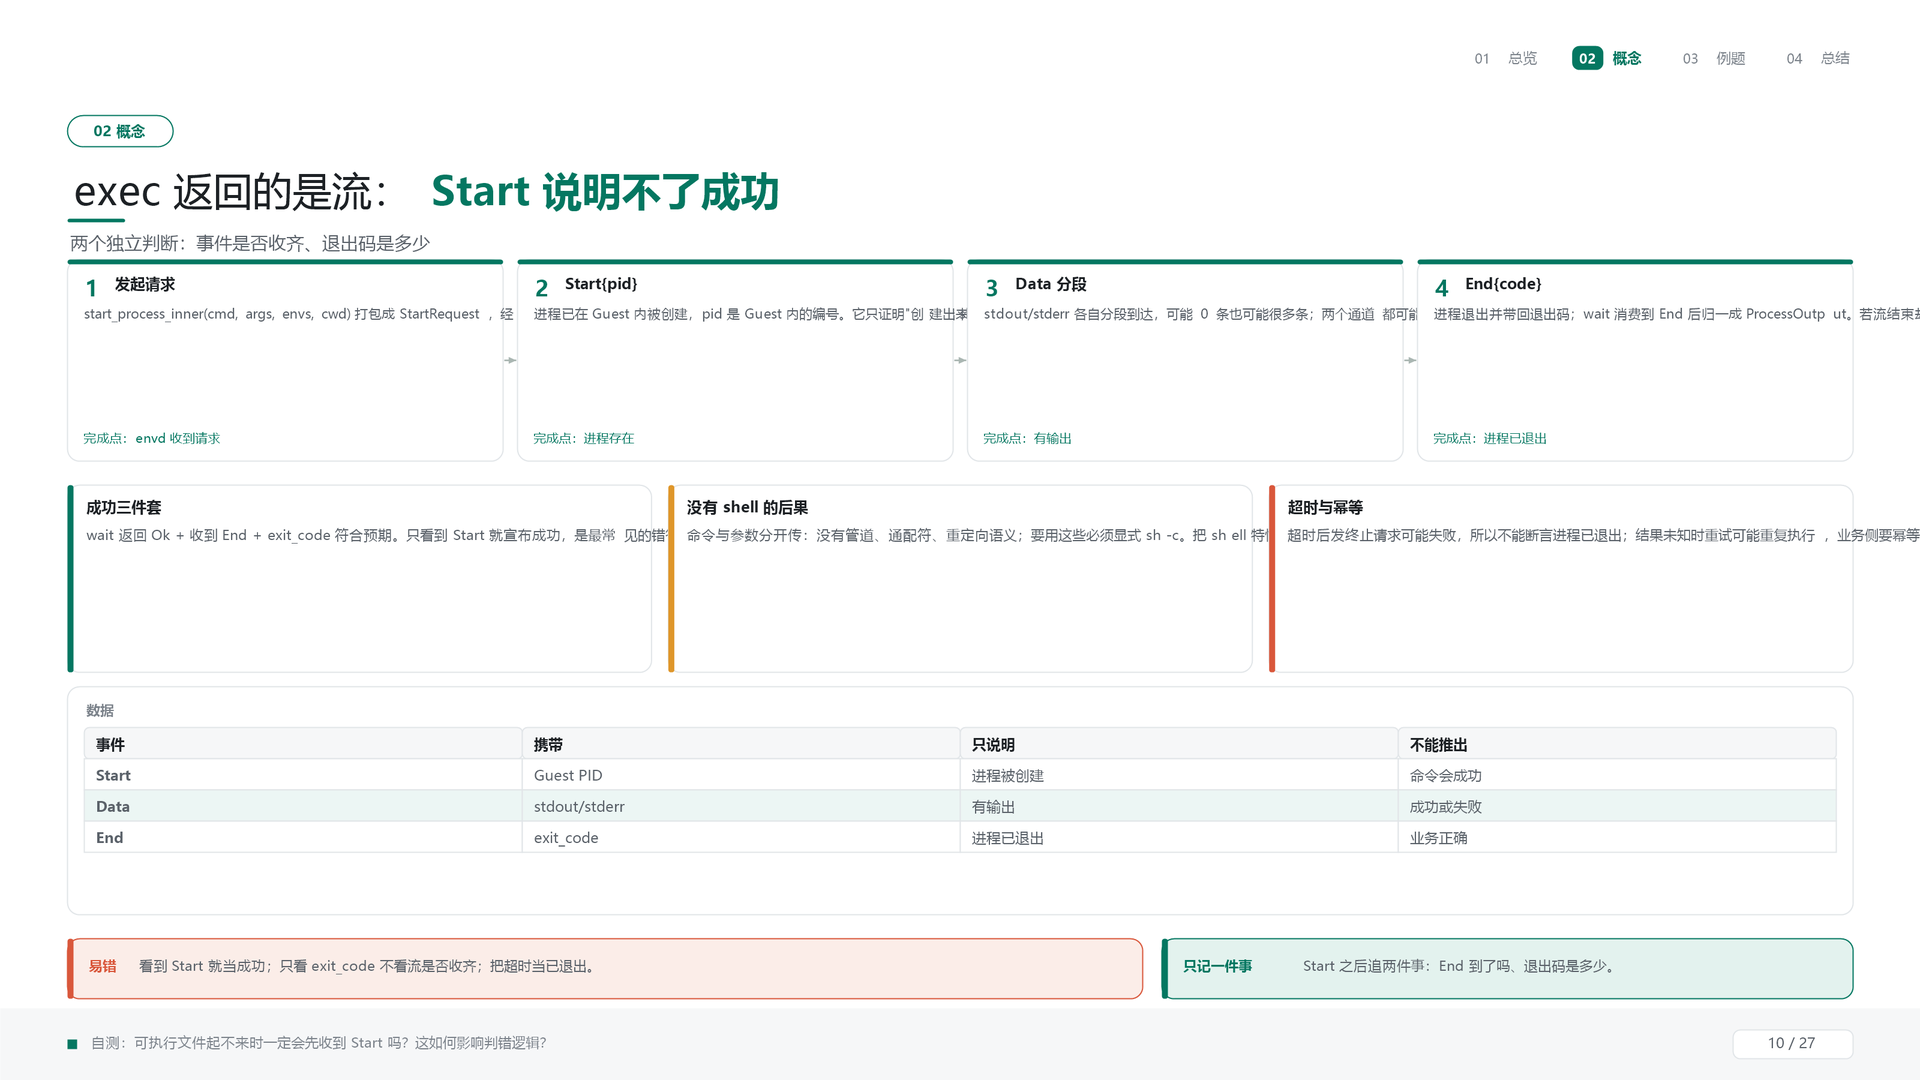 01 总览 02 概念 03 例题 04 总结
02 概念
exec 返回的是流： Start 说明不了成功
两个独立判断：事件是否收齐、退出码是多少
1 发起请求
start_process_inner(cmd, args, envs, cwd) 打包成 StartRequest ，经
完成点：envd 收到请求
2 Start{pid}
进程已在 Guest 内被创建，pid 是 Guest 内的编号。它只证明"创 建出来
完成点：进程存在
3 Data 分段
stdout/stderr 各自分段到达，可能 0 条也可能很多条；两个通道 都可能
完成点：有输出
4 End{code}
进程退出并带回退出码；wait 消费到 End 后归一成 ProcessOutp ut。若流结束
完成点：进程已退出
成功三件套
wait 返回 Ok + 收到 End + exit_code 符合预期。只看到 Start 就宣布成功，是最常 见的错
没有 shell 的后果
命令与参数分开传：没有管道、通配符、重定向语义；要用这些必须显式 sh -c。把 sh ell 特
超时与幂等
超时后发终止请求可能失败，所以不能断言进程已退出；结果未知时重试可能重复执行 ，业务侧要幂等
数据
事件 携带 只说明 不能推出
Start Guest PID 进程被创建 命令会成功
Data stdout/stderr 有输出 成功或失败
End exit_code 进程已退出 业务正确
易错 看到 Start 就当成功；只看 exit_code 不看流是否收齐；把超时当已退出。
只记一件事 Start 之后追两件事：End 到了吗、退出码是多少。
自测：可执行文件起不来时一定会先收到 Start 吗？这如何影响判错逻辑？
10 / 27